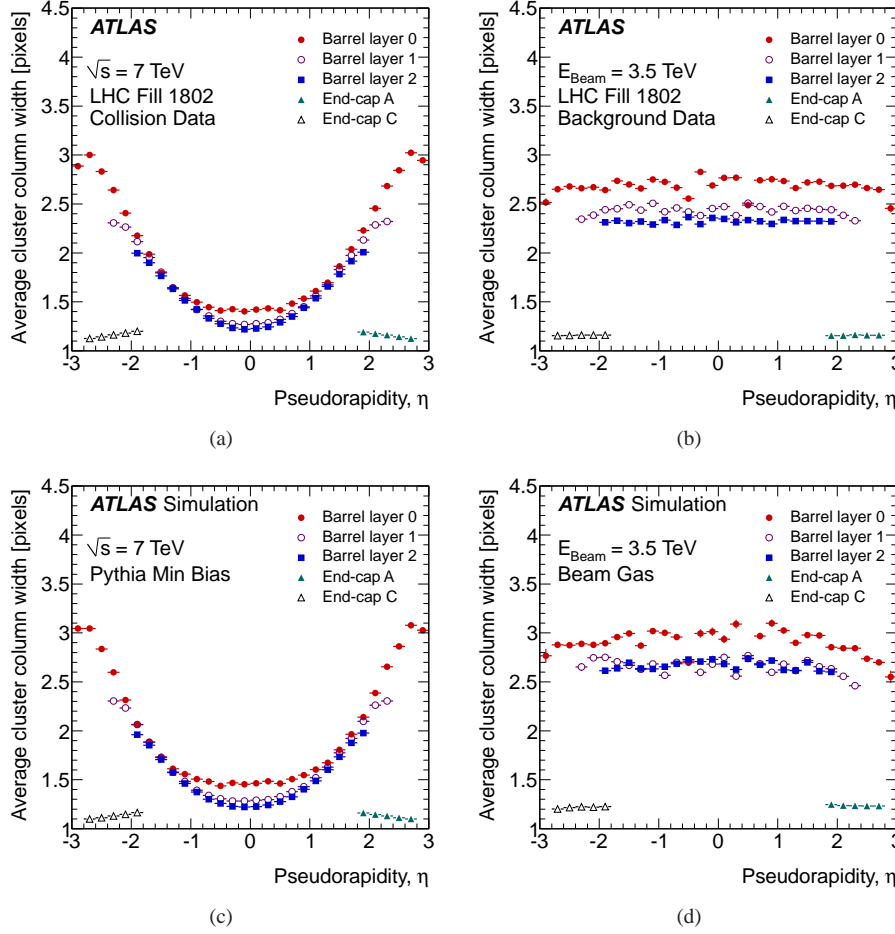 Average cluster column width [pixels]
4.5
4
3.5
3
2.5
2
1.5
1
ATLAS
√s = 7 TeV
LHC Fill 1802
Collision Data
Barrel layer 0
Barrel layer 1
Barrel layer 2
End-cap A
End-cap C
-3 -2 -1 0 1 2 3
Pseudorapidity, η
(a)
Average cluster column width [pixels]
4.5
4
3.5
3
2.5
2
1.5
1
ATLAS
E_Beam = 3.5 TeV
LHC Fill 1802
Background Data
Barrel layer 0
Barrel layer 1
Barrel layer 2
End-cap A
End-cap C
-3 -2 -1 0 1 2 3
Pseudorapidity, η
(b)
Average cluster column width [pixels]
4.5
4
3.5
3
2.5
2
1.5
1
ATLAS Simulation
√s = 7 TeV
Pythia Min Bias
Barrel layer 0
Barrel layer 1
Barrel layer 2
End-cap A
End-cap C
-3 -2 -1 0 1 2 3
Pseudorapidity, η
(c)
Average cluster column width [pixels]
4.5
4
3.5
3
2.5
2
1.5
1
ATLAS Simulation
E_Beam = 3.5 TeV
Beam Gas
Barrel layer 0
Barrel layer 1
Barrel layer 2
End-cap A
End-cap C
-3 -2 -1 0 1 2 3
Pseudorapidity, η
(d)